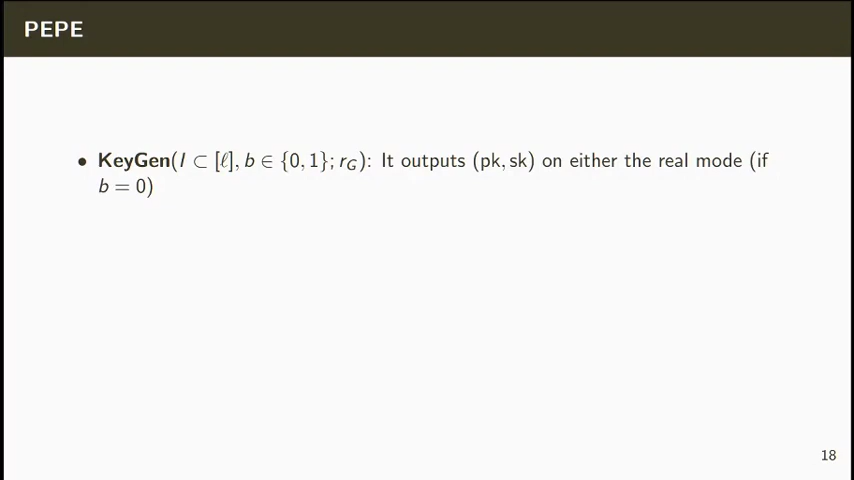 PEPE
• KeyGen(I ⊂ [ℓ], b ∈ {0, 1}; r_G): It outputs (pk, sk) on either the real mode (if
b = 0)
18